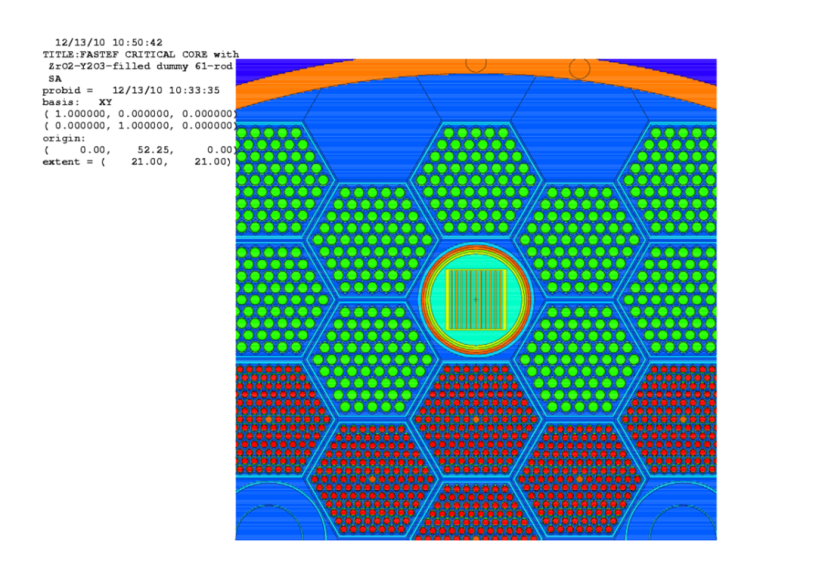 12/13/10 10:50:42
TITLE:FASTEF CRITICAL CORE with
ZrO2-Y2O3-filled dummy 61-rod
SA
probid =   12/13/10 10:33:35
basis:   XY
( 1.000000, 0.000000, 0.000000)
( 0.000000, 1.000000, 0.000000)
origin:
(     0.00,     52.25,     0.00)
extent = (    21.00,    21.00)